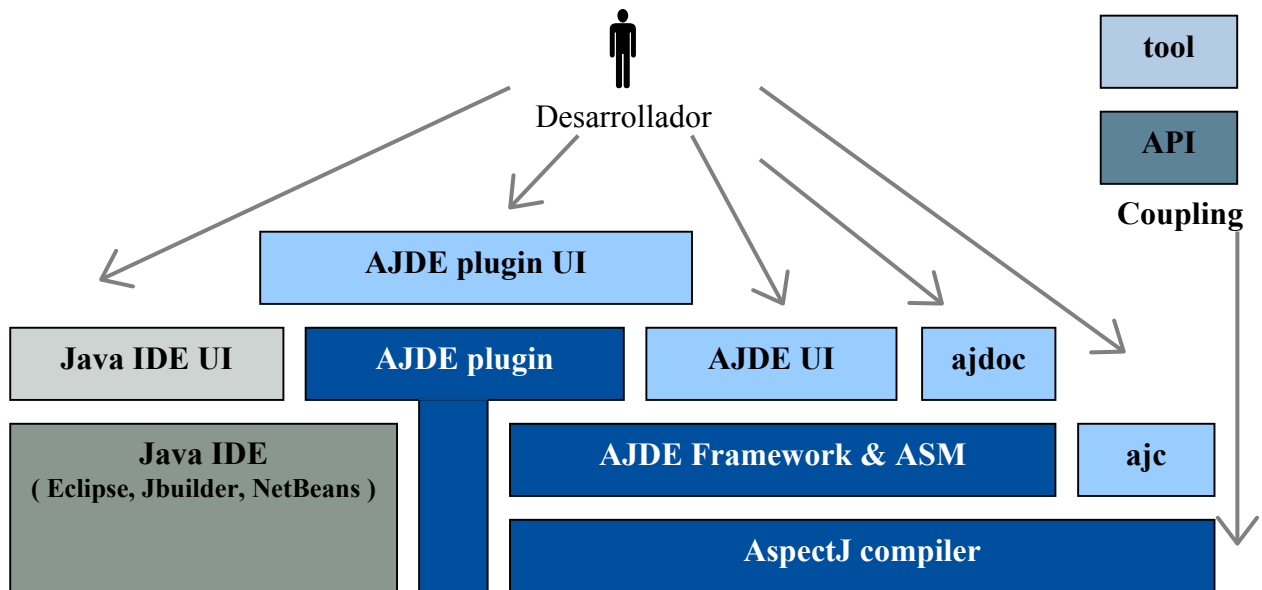 tool
Desarrollador
API
Coupling
AJDE plugin UI
Java IDE UI
AJDE plugin
AJDE UI
ajdoc
Java IDE
( Eclipse, Jbuilder, NetBeans )
AJDE Framework & ASM
ajc
AspectJ compiler